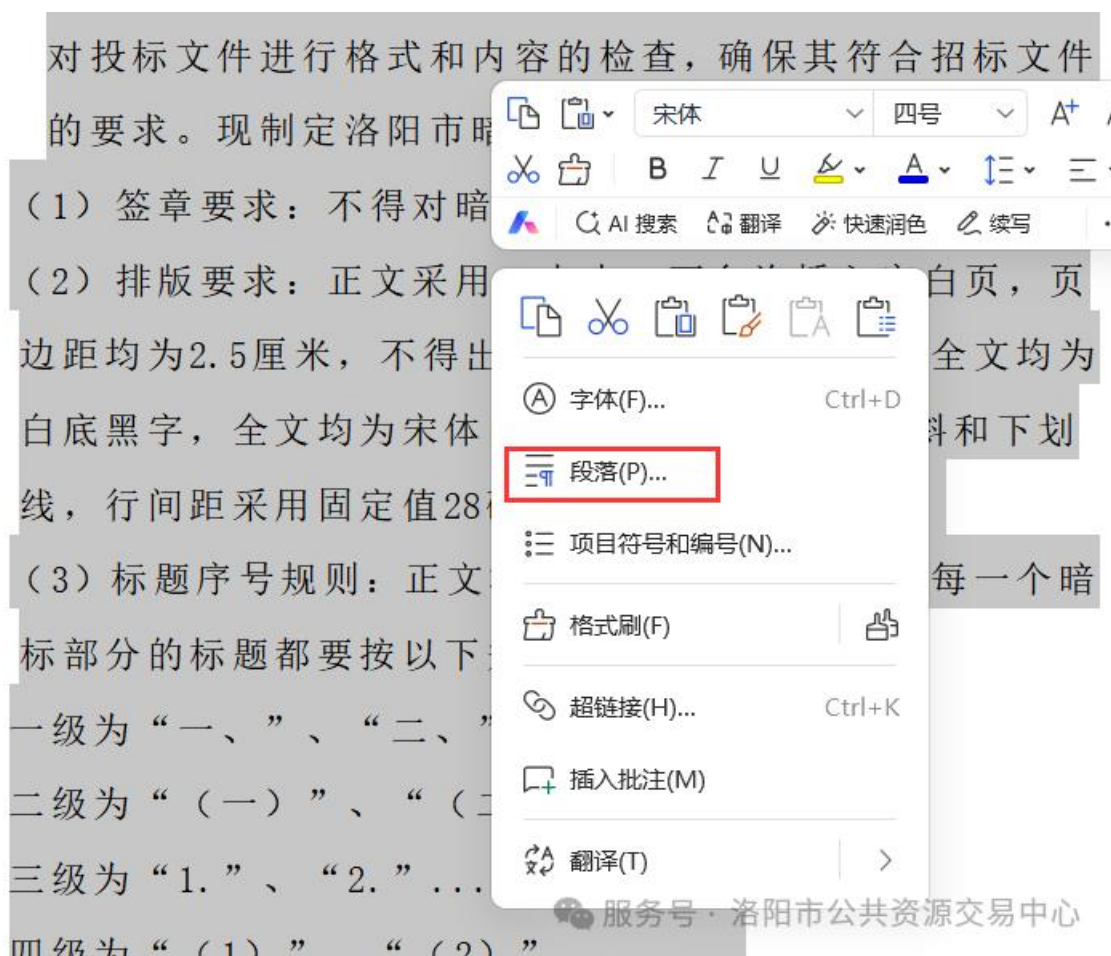 对投标文件进行格式和内容的检查，确保其符合招标文件
的要求。现制定洛阳市暗
宋体
四号
A+
B I U A
（1）签章要求：不得对暗
AI 搜索 翻译 快速润色 续写
（2）排版要求：正文采用
白页，页
边距均为2.5厘米，不得出
全文均为
字体(F)... Ctrl+D
白底黑字，全文均为宋体
和下划
段落(P)...
线，行间距采用固定值28
项目符号和编号(N)...
（3）标题序号规则：正文
每一个暗
格式刷(F)
标部分的标题都要按以下
超链接(H)... Ctrl+K
一级为“一、”、“二、”
插入批注(M)
二级为“（一）”、“（
翻译(T)
三级为“1.”、“2.”...
服务号 · 洛阳市公共资源交易中心
四级为“（1）”、“（2）”